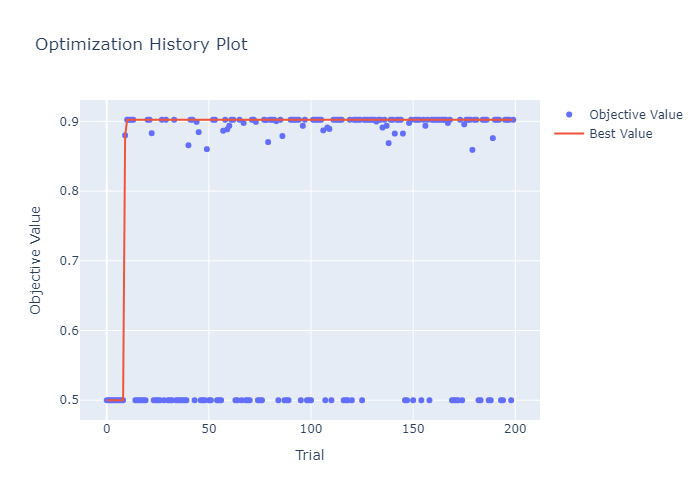 Optimization History Plot
Objective Value
Best Value
0.9
0.8
0.7
0.6
0.5
Objective Value
0
50
100
150
200
Trial